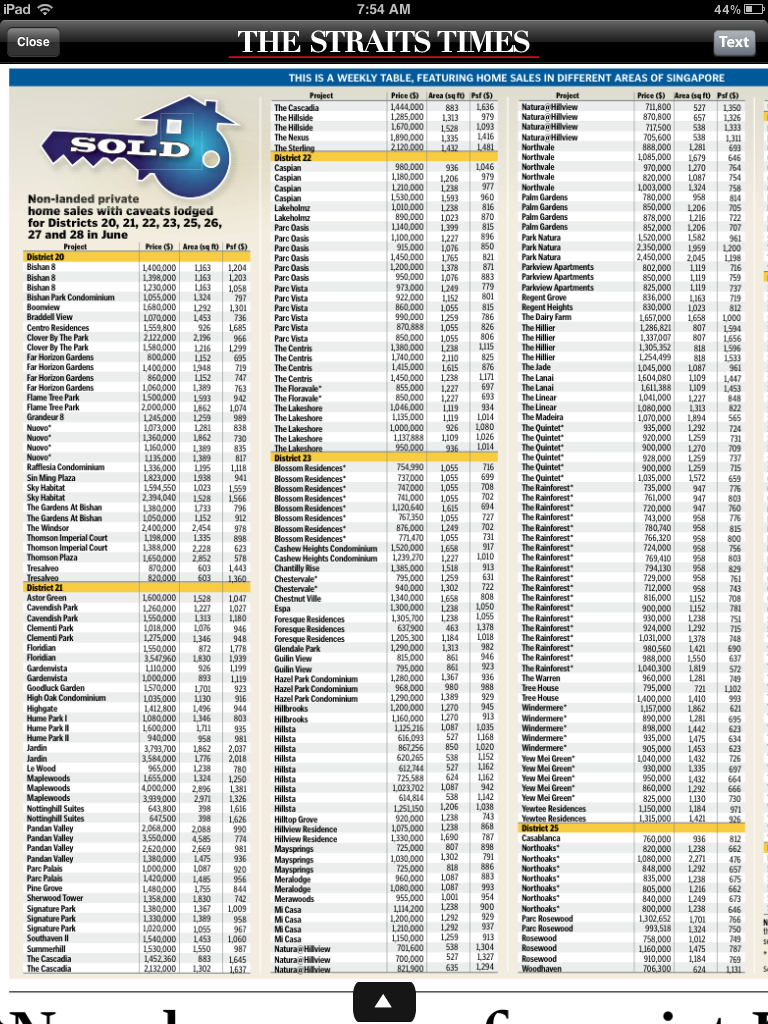 iPad
7:54 AM
44%
Close
THE STRAITS TIMES
Text
THIS IS A WEEKLY TABLE, FEATURING HOME SALES IN DIFFERENT AREAS OF SINGAPORE
SOLD
Non-landed private
home sales with caveats lodged
for Districts 20, 21, 22, 23, 25, 26,
27 and 28 in June
Project Price ($) Area (sq ft) Psf ($)
District 20
Bishan 8 1,400,000 1,163 1,204
Bishan 8 1,398,000 1,163 1,203
Bishan 8 1,230,000 1,163 1,058
Bishan Park Condominium 1,055,000 1,324 797
Boonview 1,680,000 1,292 1,301
Braddell View 1,070,000 1,453 736
Centro Residences 1,559,800 926 1,685
Clover By The Park 2,122,000 2,196 966
Clover By The Park 1,580,000 1,216 1,299
Far Horizon Gardens 800,000 1,152 695
Far Horizon Gardens 1,400,000 1,948 719
Far Horizon Gardens 860,000 1,152 747
Far Horizon Gardens 1,060,000 1,389 763
Flame Tree Park 1,500,000 1,593 942
Flame Tree Park 2,000,000 1,862 1,074
Grandeur 8 1,245,000 1,259 989
Nuovo* 1,073,000 1,281 838
Nuovo* 1,360,000 1,862 730
Nuovo* 1,160,000 1,389 835
Nuovo* 1,135,000 1,389 817
Rafflesia Condominium 1,336,000 1,195 1,118
Sin Ming Plaza 1,823,000 1,938 941
Sky Habitat 1,594,550 1,023 1,559
Sky Habitat 2,394,040 1,528 1,566
The Gardens At Bishan 1,380,000 1,733 796
The Gardens At Bishan 1,050,000 1,152 912
The Windsor 2,400,000 2,454 978
Thomson Imperial Court 1,198,000 1,335 898
Thomson Imperial Court 1,388,000 2,228 623
Thomson Plaza 1,650,000 2,852 578
Tresalveo 870,000 603 1,443
Tresalveo 820,000 603 1,360
District 21
Astor Green 1,600,000 1,528 1,047
Cavendish Park 1,260,000 1,227 1,027
Cavendish Park 1,550,000 1,313 1,180
Clementi Park 1,018,000 1,076 946
Clementi Park 1,275,000 1,346 948
Floridian 1,550,000 872 1,778
Floridian 3,547,960 1,830 1,939
Gardenvista 1,110,000 926 1,199
Gardenvista 1,000,000 893 1,119
Goodluck Garden 1,570,000 1,701 923
High Oak Condominium 1,035,000 1,130 916
Highgate 1,412,800 1,496 944
Hume Park I 1,080,000 1,346 803
Hume Park II 1,600,000 1,711 935
Hume Park II 940,000 958 981
Jardin 3,793,700 1,862 2,037
Jardin 3,584,000 1,776 2,018
Le Wood 965,000 1,238 780
Maplewoods 1,655,000 1,324 1,250
Maplewoods 4,000,000 2,896 1,381
Maplewoods 3,939,000 2,971 1,326
Nottinghill Suites 643,800 398 1,616
Nottinghill Suites 647,500 398 1,626
Pandan Valley 2,068,000 2,088 990
Pandan Valley 3,550,000 4,585 774
Pandan Valley 2,620,000 2,669 981
Pandan Valley 1,380,000 1,475 936
Parc Palais 1,000,000 1,087 920
Parc Palais 1,420,000 1,485 956
Pine Grove 1,480,000 1,755 844
Sherwood Tower 1,358,000 1,830 742
Signature Park 1,380,000 1,367 1,009
Signature Park 1,330,000 1,389 958
Signature Park 1,020,000 1,055 967
Southaven II 1,540,000 1,453 1,060
Summerhill 1,530,000 1,550 987
The Cascadia 1,452,360 883 1,645
The Cascadia 2,132,000 1,302 1,637
Project Price ($) Area (sq ft) Psf ($)
The Cascadia 1,444,000 883 1,636
The Hillside 1,285,000 1,313 979
The Hillside 1,670,000 1,528 1,093
The Nexus 1,890,000 1,335 1,416
The Sterling 2,120,000 1,432 1,481
District 22
Caspian 980,000 936 1,046
Caspian 1,180,000 1,206 979
Caspian 1,210,000 1,238 977
Caspian 1,530,000 1,593 960
Lakeholmz 1,010,000 1,238 816
Lakeholmz 890,000 1,023 870
Parc Oasis 1,140,000 1,399 815
Parc Oasis 1,100,000 1,227 896
Parc Oasis 915,000 1,076 850
Parc Oasis 1,450,000 1,765 821
Parc Oasis 1,200,000 1,378 871
Parc Oasis 950,000 1,076 883
Parc Vista 973,000 1,249 779
Parc Vista 922,000 1,152 801
Parc Vista 860,000 1,055 815
Parc Vista 990,000 1,259 786
Parc Vista 870,888 1,055 826
Parc Vista 850,000 1,055 806
The Centris 1,380,000 1,238 1,115
The Centris 1,740,000 2,110 825
The Centris 1,415,000 1,615 876
The Centris 1,450,000 1,238 1,171
The Floravale* 855,000 1,227 697
The Floravale* 850,000 1,227 693
The Lakeshore 1,046,000 1,119 934
The Lakeshore 1,135,000 1,119 1,014
The Lakeshore 1,000,000 926 1,080
The Lakeshore 1,137,888 1,109 1,026
The Lakeshore 950,000 936 1,014
District 23
Blossom Residences* 754,990 1,055 716
Blossom Residences* 737,000 1,055 699
Blossom Residences* 747,000 1,055 708
Blossom Residences* 741,000 1,055 702
Blossom Residences* 1,120,640 1,615 694
Blossom Residences* 767,350 1,055 727
Blossom Residences* 876,000 1,249 702
Blossom Residences* 771,470 1,055 731
Cashew Heights Condominium 1,520,000 1,658 917
Cashew Heights Condominium 1,239,270 1,227 1,010
Chantilly Rise 1,385,000 1,518 913
Chestervale* 795,000 1,259 631
Chestervale* 940,000 1,302 722
Chestnut Ville 1,340,000 1,658 808
Espa 1,300,000 1,238 1,050
Foresque Residences 1,305,700 1,238 1,055
Foresque Residences 637,900 463 1,378
Foresque Residences 1,205,300 1,184 1,018
Glendale Park 1,290,000 1,313 982
Guilin View 815,000 861 946
Guilin View 795,000 861 923
Hazel Park Condominium 1,280,000 1,367 936
Hazel Park Condominium 968,000 980 988
Hazel Park Condominium 1,290,000 1,389 929
Hillbrooks 1,200,000 1,270 945
Hillbrooks 1,160,000 1,270 913
Hillsta 1,125,216 1,087 1,035
Hillsta 616,093 527 1,168
Hillsta 867,256 850 1,020
Hillsta 620,265 538 1,152
Hillsta 612,744 527 1,162
Hillsta 725,588 624 1,162
Hillsta 1,023,702 1,087 942
Hillsta 614,814 538 1,142
Hillsta 1,251,150 1,206 1,038
Hilltop Grove 920,000 1,238 743
Hillview Residence 1,075,000 1,238 868
Hillview Residence 1,330,000 1,690 787
Maysprings 725,000 807 898
Maysprings 1,030,000 1,302 791
Maysprings 725,000 818 886
Meralodge 960,000 1,087 883
Meralodge 1,080,000 1,087 993
Merawoods 955,000 1,001 954
Mi Casa 1,114,200 1,238 900
Mi Casa 1,200,000 1,292 929
Mi Casa 1,210,000 1,292 937
Mi Casa 1,150,000 1,259 913
Natura@Hillview 701,600 538 1,304
Natura@Hillview 700,000 527 1,327
Natura@Hillview 821,900 635 1,294
Project Price ($) Area (sq ft) Psf ($)
Natura@Hillview 711,800 527 1,350
Natura@Hillview 870,800 657 1,326
Natura@Hillview 717,500 538 1,333
Natura@Hillview 705,600 538 1,311
Northvale 888,000 1,281 693
Northvale 1,085,000 1,679 646
Northvale 970,000 1,270 764
Northvale 820,000 1,087 754
Northvale 1,003,000 1,324 758
Palm Gardens 780,000 958 814
Palm Gardens 850,000 1,206 705
Palm Gardens 878,000 1,216 722
Palm Gardens 852,000 1,206 707
Park Natura 1,520,000 1,582 961
Park Natura 2,350,000 1,959 1,200
Park Natura 2,450,000 2,045 1,198
Parkview Apartments 802,000 1,119 716
Parkview Apartments 850,000 1,119 759
Parkview Apartments 825,000 1,119 737
Regent Grove 836,000 1,163 719
Regent Heights 830,000 1,023 812
The Dairy Farm 1,657,000 1,658 1,000
The Hillier 1,286,821 807 1,594
The Hillier 1,337,007 807 1,656
The Hillier 1,305,352 818 1,596
The Hillier 1,254,499 818 1,533
The Jade 1,045,000 1,087 961
The Lanai 1,604,080 1,109 1,447
The Lanai 1,611,388 1,109 1,453
The Linear 1,041,000 1,227 848
The Linear 1,080,000 1,313 822
The Madeira 1,070,000 1,894 565
The Quintet* 935,000 1,292 724
The Quintet* 920,000 1,259 731
The Quintet* 900,000 1,270 709
The Quintet* 928,000 1,259 737
The Quintet* 900,000 1,259 715
The Quintet* 1,035,000 1,572 659
The Rainforest* 735,000 947 776
The Rainforest* 761,000 947 803
The Rainforest* 720,000 947 760
The Rainforest* 743,000 958 776
The Rainforest* 780,740 958 815
The Rainforest* 766,320 958 800
The Rainforest* 724,000 958 756
The Rainforest* 769,410 958 803
The Rainforest* 794,130 958 829
The Rainforest* 729,000 958 761
The Rainforest* 712,000 958 743
The Rainforest* 816,000 1,152 708
The Rainforest* 900,000 1,152 781
The Rainforest* 930,000 1,238 751
The Rainforest* 924,000 1,292 715
The Rainforest* 1,031,000 1,378 748
The Rainforest* 980,560 1,421 690
The Rainforest* 988,000 1,550 637
The Rainforest* 1,040,300 1,819 572
The Warren 960,000 1,281 749
Tree House 795,000 721 1,102
Tree House 1,400,000 1,410 993
Windermere* 1,157,000 1,862 621
Windermere* 890,000 1,281 695
Windermere* 898,000 1,442 623
Windermere* 935,000 1,475 634
Windermere* 905,000 1,453 623
Yew Mei Green* 1,040,000 1,432 726
Yew Mei Green* 930,000 1,335 697
Yew Mei Green* 950,000 1,432 664
Yew Mei Green* 860,000 1,292 666
Yew Mei Green* 825,000 1,130 730
Yewtee Residences 1,150,000 1,184 971
Yewtee Residences 1,315,000 1,421 926
District 25
Casablanca 760,000 936 812
Northoaks* 820,000 1,238 662
Northoaks* 1,080,000 2,271 476
Northoaks* 848,000 1,292 657
Northoaks* 835,000 1,238 675
Northoaks* 805,000 1,216 662
Northoaks* 840,000 1,249 673
Northoaks* 800,000 1,238 646
Parc Rosewood 1,302,652 1,701 766
Parc Rosewood 993,518 1,324 750
Rosewood 758,000 1,012 749
Rosewood 1,160,000 1,475 787
Rosewood 910,000 1,184 769
Woodhaven 706,300 624 1,131